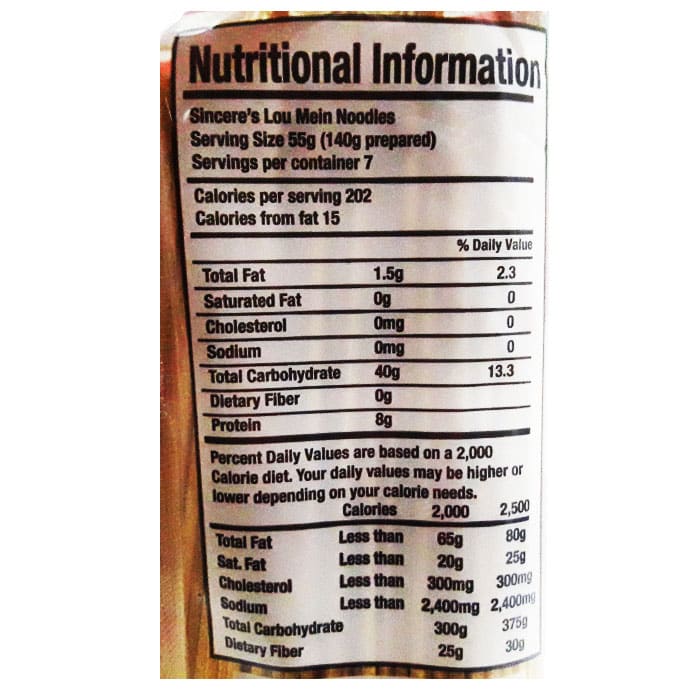 Nutritional Information
Sincere's Lou Mein Noodles
Serving Size 55g (140g prepared)
Servings per container 7
Calories per serving 202
Calories from fat 15
% Daily Value
Total Fat 1.5g 2.3
Saturated Fat 0g 0
Cholesterol 0mg 0
Sodium 0mg 0
Total Carbohydrate 40g 13.3
Dietary Fiber 0g
Protein 8g
Percent Daily Values are based on a 2,000
Calorie diet. Your daily values may be higher or
lower depending on your calorie needs.
Calories 2,000 2,500
Total Fat Less than 65g 80g
Sat. Fat Less than 20g 25g
Cholesterol Less than 300mg 300mg
Sodium Less than 2,400mg 2,400mg
Total Carbohydrate 300g 375g
Dietary Fiber 25g 30g